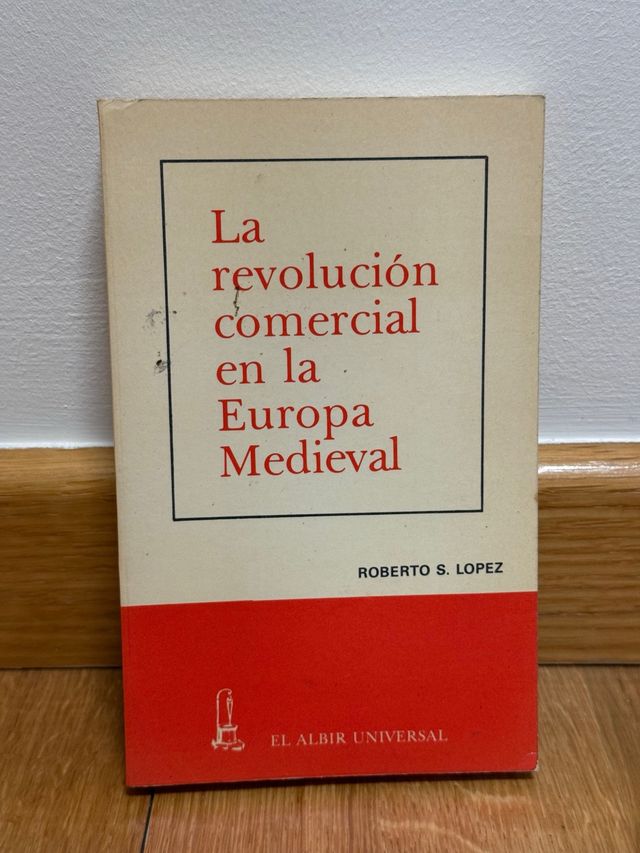 La
revolución
comercial
en la
Europa
Medieval
ROBERTO S. LOPEZ
EL ALBIR UNIVERSAL